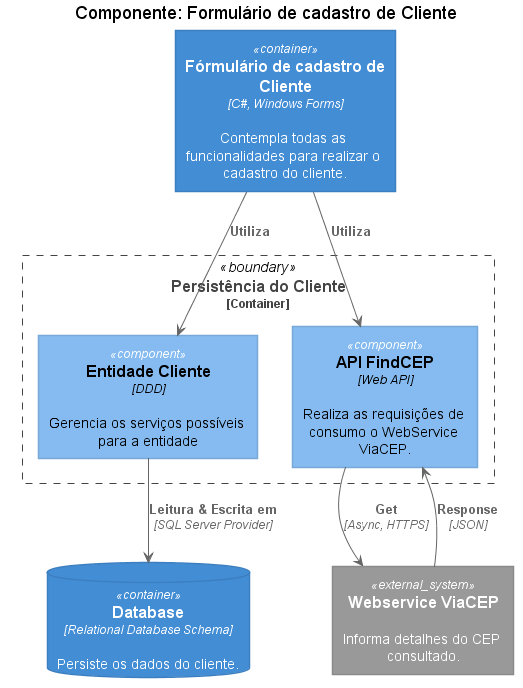 Componente: Formulário de cadastro de Cliente
«container»
Fórmulário de cadastro de
Cliente
[C#, Windows Forms]
Contempla todas as
funcionalidades para realizar o
cadastro do cliente.
Utiliza
Utiliza
«boundary»
Persistência do Cliente
[Container]
«component»
Entidade Cliente
[DDD]
Gerencia os serviços possíveis
para a entidade
«component»
API FindCEP
[Web API]
Realiza as requisições de
consumo o WebService
ViaCEP.
Leitura & Escrita em
[SQL Server Provider]
Get
[Async, HTTPS]
Response
[JSON]
«container»
Database
[Relational Database Schema]
Persiste os dados do cliente.
«external_system»
Webservice ViaCEP
Informa detalhes do CEP
consultado.